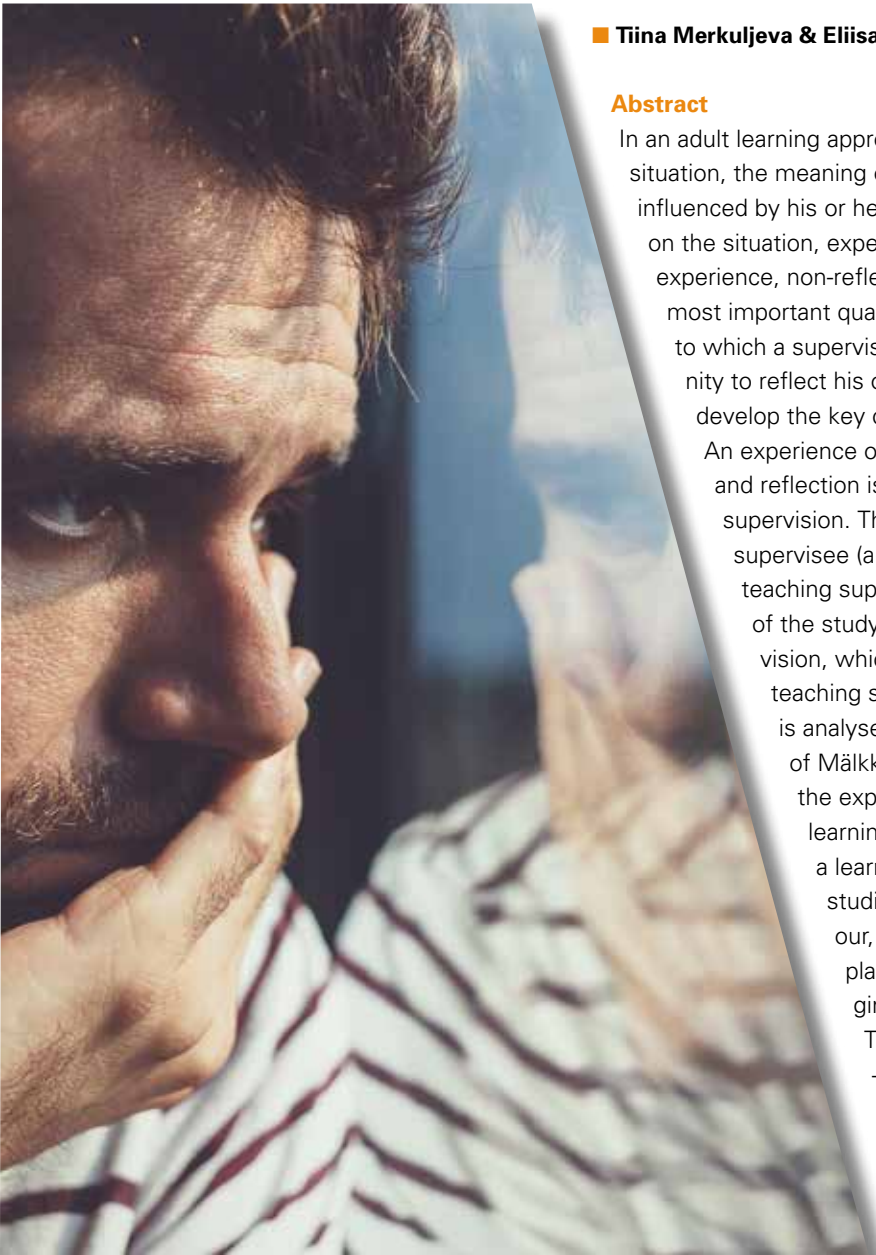 Tiina Merkuljeva & Eliisa
Abstract
In an adult learning appr
situation, the meaning
influenced by his or he
on the situation, expe
experience, non-refle
most important qua
to which a supervis
nity to reflect his
develop the key
An experience o
and reflection is
supervision. Th
supervisee (a
teaching sup
of the study
vision, whic
teaching s
is analyse
of Mälkk
the exp
learnin
a learn
studi
our,
pla
gin
T